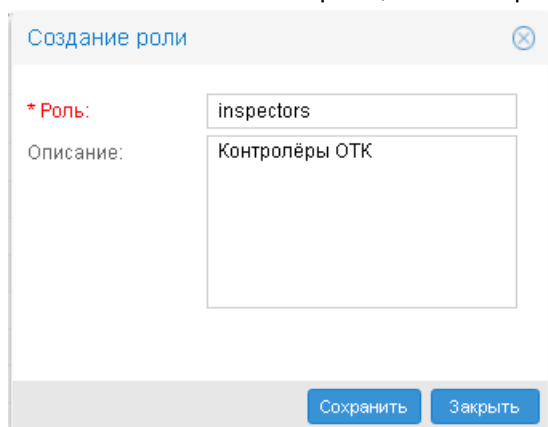 Создание роли
* Роль:
inspectors
Описание:
Контролёры ОТК
Сохранить
Закрыть